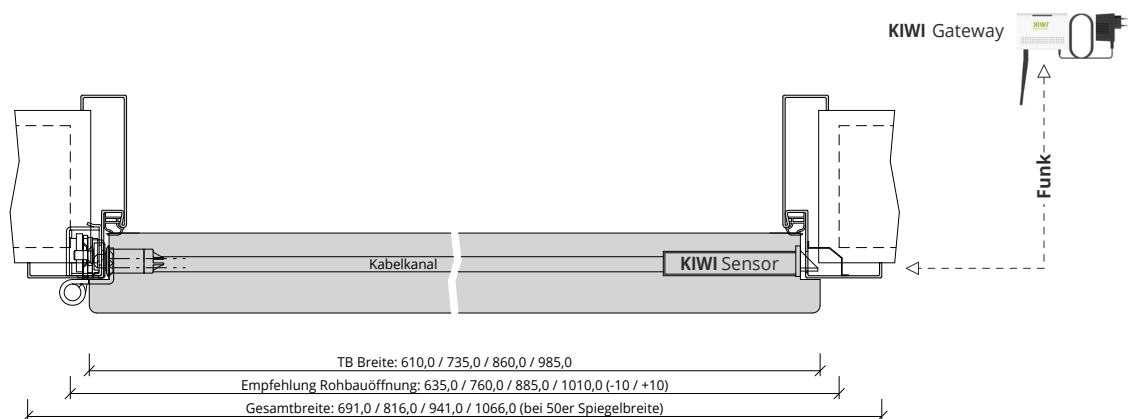 KIWI Gateway
KIWI
Funk
Kabelkanal
KIWI Sensor
TB Breite: 610,0 / 735,0 / 860,0 / 985,0
Empfehlung Rohbauöffnung: 635,0 / 760,0 / 885,0 / 1010,0 (-10 / +10)
Gesamtbreite: 691,0 / 816,0 / 941,0 / 1066,0 (bei 50er Spiegelbreite)